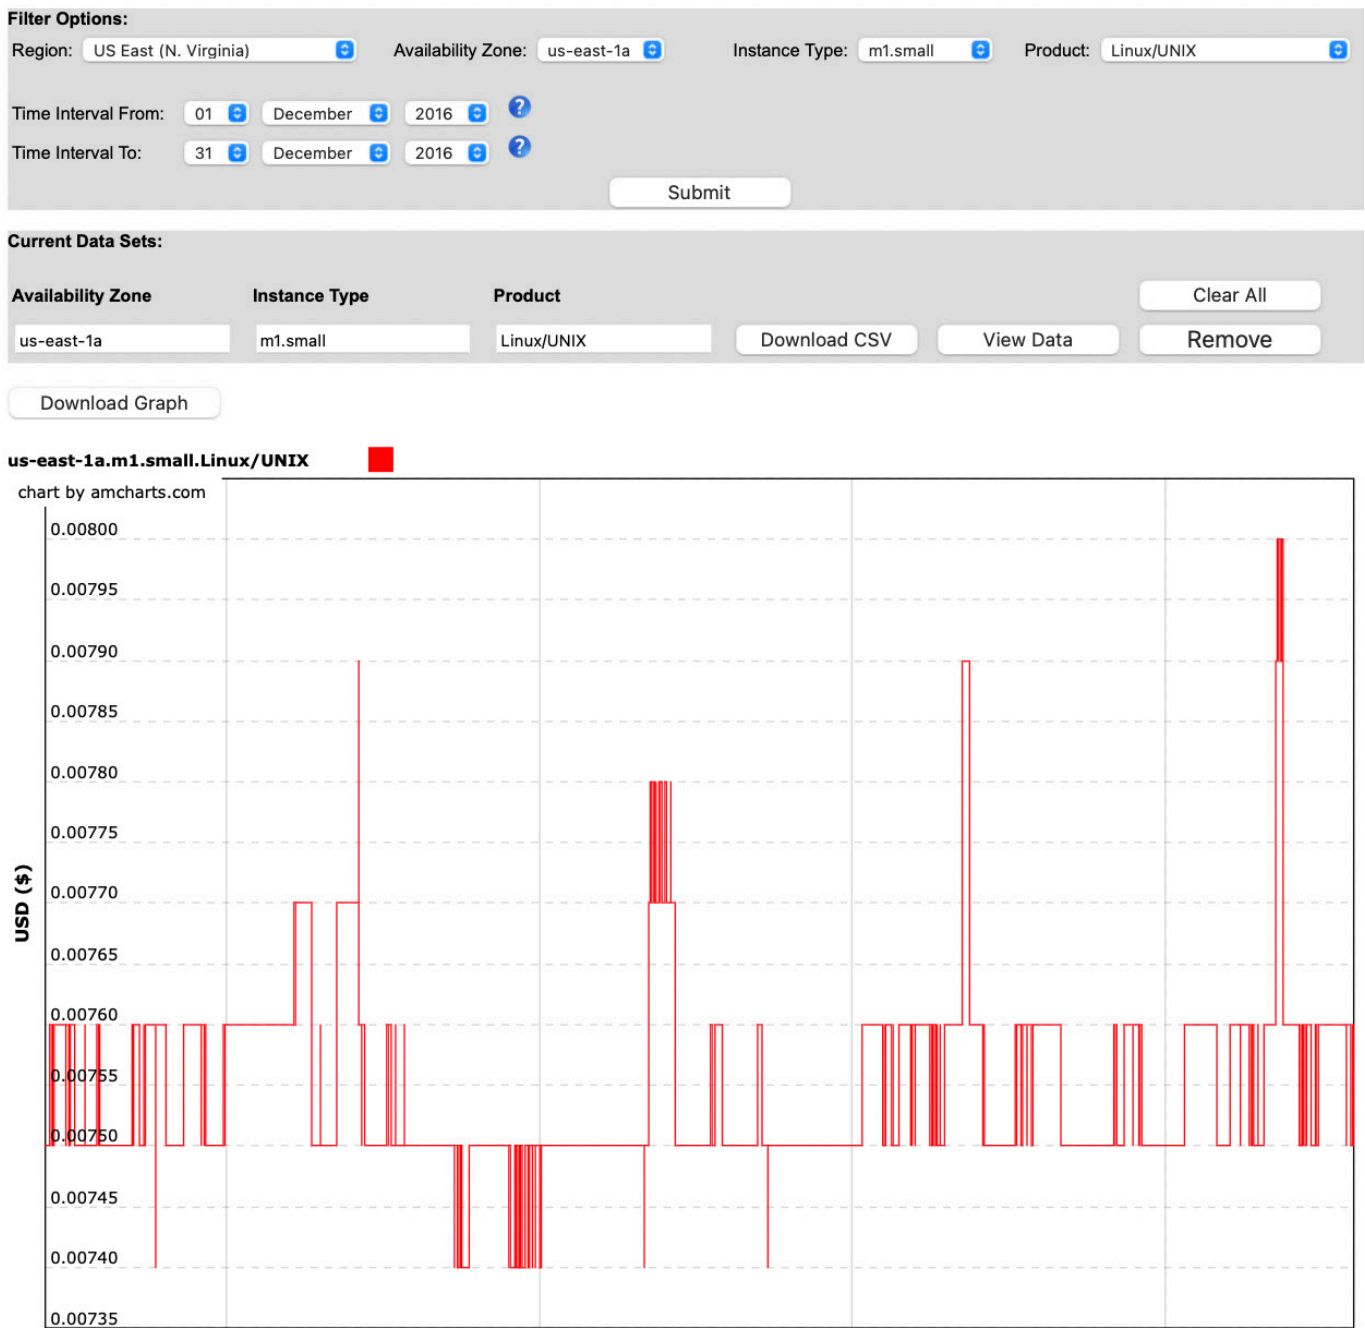 Filter Options:
Region: US East (N. Virginia) Availability Zone: us-east-1a Instance Type: m1.small Product: Linux/UNIX
Time Interval From: 01 December 2016 ?
Time Interval To: 31 December 2016 ?
Submit
Current Data Sets:
Availability Zone Instance Type Product Clear All
us-east-1a m1.small Linux/UNIX Download CSV View Data Remove
Download Graph
us-east-1a.m1.small.Linux/UNIX
chart by amcharts.com
0.00800
0.00795
0.00790
0.00785
0.00780
0.00775
0.00770
USD ($)
0.00765
0.00760
0.00755
0.00750
0.00745
0.00740
0.00735